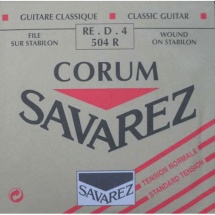 GUITARE CLASSIQUE
CLASSIC GUITAR
FILE
SUR STABILON
RE . D . 4
504 R
WOUND
ON STABILON
CORUM
SAVAREZ
TENSION NORMALE
STANDARD TENSION
SAVAREZ